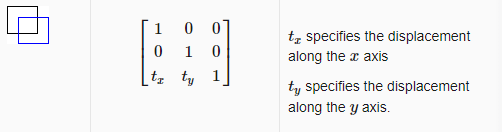 1 0 0
0 1 0
tx ty 1
tx specifies the displacement
along the x axis
ty specifies the displacement
along the y axis.